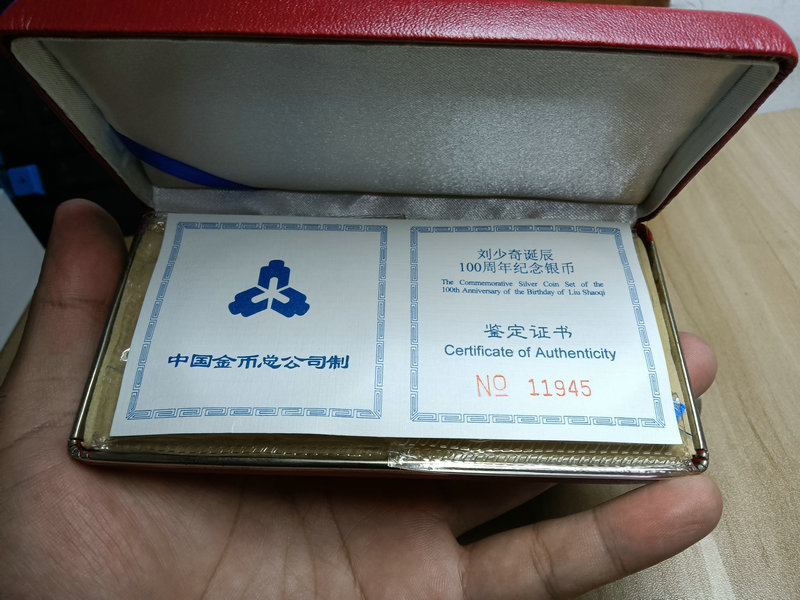 中国金币总公司制
刘少奇诞辰
100周年纪念银币
The Commemorative Silver Coin Set of the
100th Anniversary of the Birthday of Liu Shaoqi
鉴定证书
Certificate of Authenticity
NO 11945